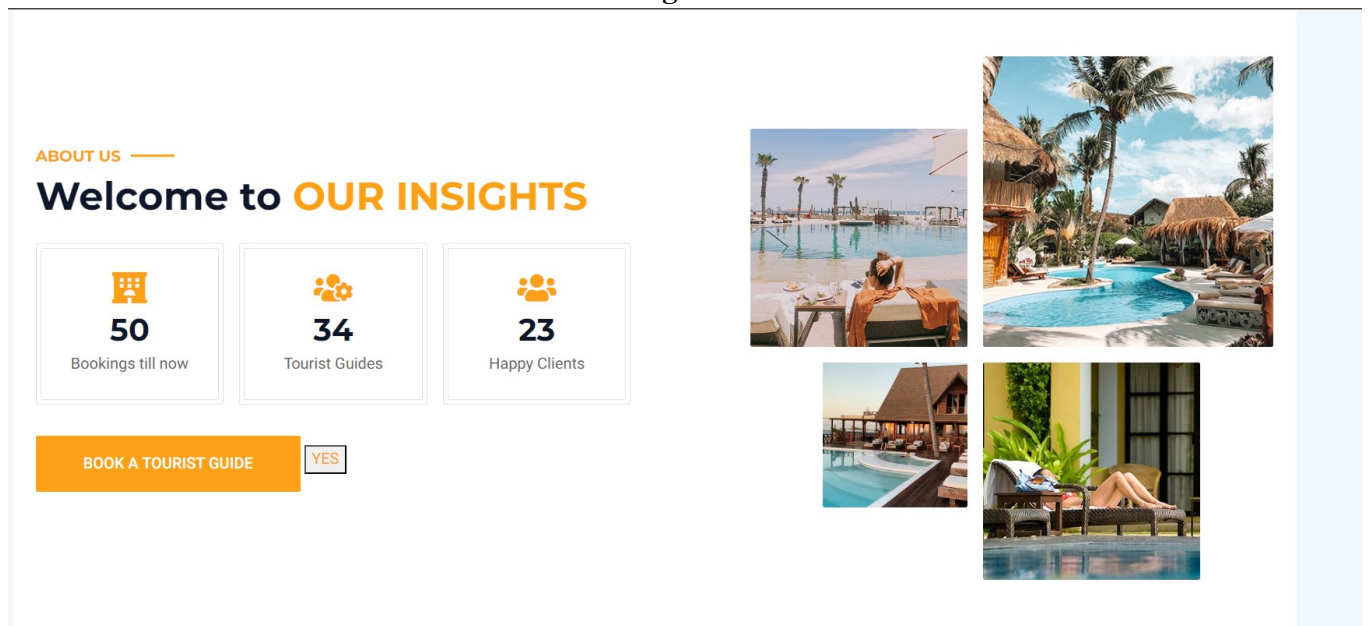 ABOUT US
Welcome to OUR INSIGHTS
50
Bookings till now
34
Tourist Guides
23
Happy Clients
BOOK A TOURIST GUIDE
YES